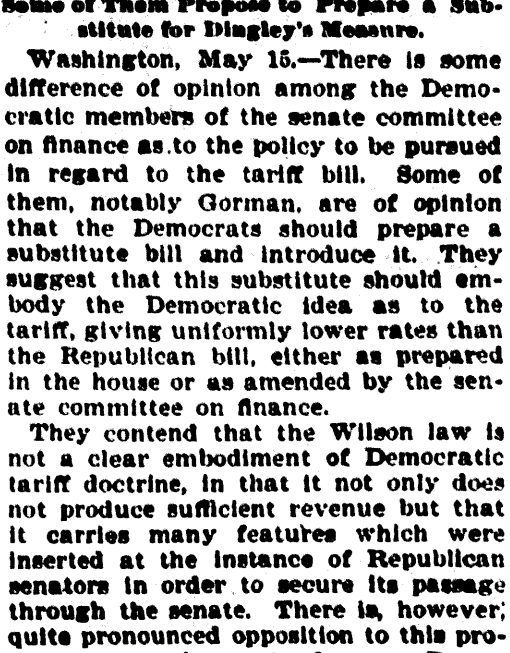 Some of Them Propose to Prepare a Sub-
stitute for Dingley's Measure.
Washington, May 15.—There is some
difference of opinion among the Demo-
cratic members of the senate committee
on finance as to the policy to be pursued
in regard to the tariff bill. Some of
them, notably Gorman, are of opinion
that the Democrats should prepare a
substitute bill and introduce it. They
suggest that this substitute should em-
body the Democratic idea as to the
tariff, giving uniformly lower rates than
the Republican bill, either as prepared
in the house or as amended by the sen-
ate committee on finance.
They contend that the Wilson law is
not a clear embodiment of Democratic
tariff doctrine, in that it not only does
not produce sufficient revenue but that
it carries many features which were
inserted at the instance of Republican
senators in order to secure its passage
through the senate. There is, however,
quite pronounced opposition to this pro-